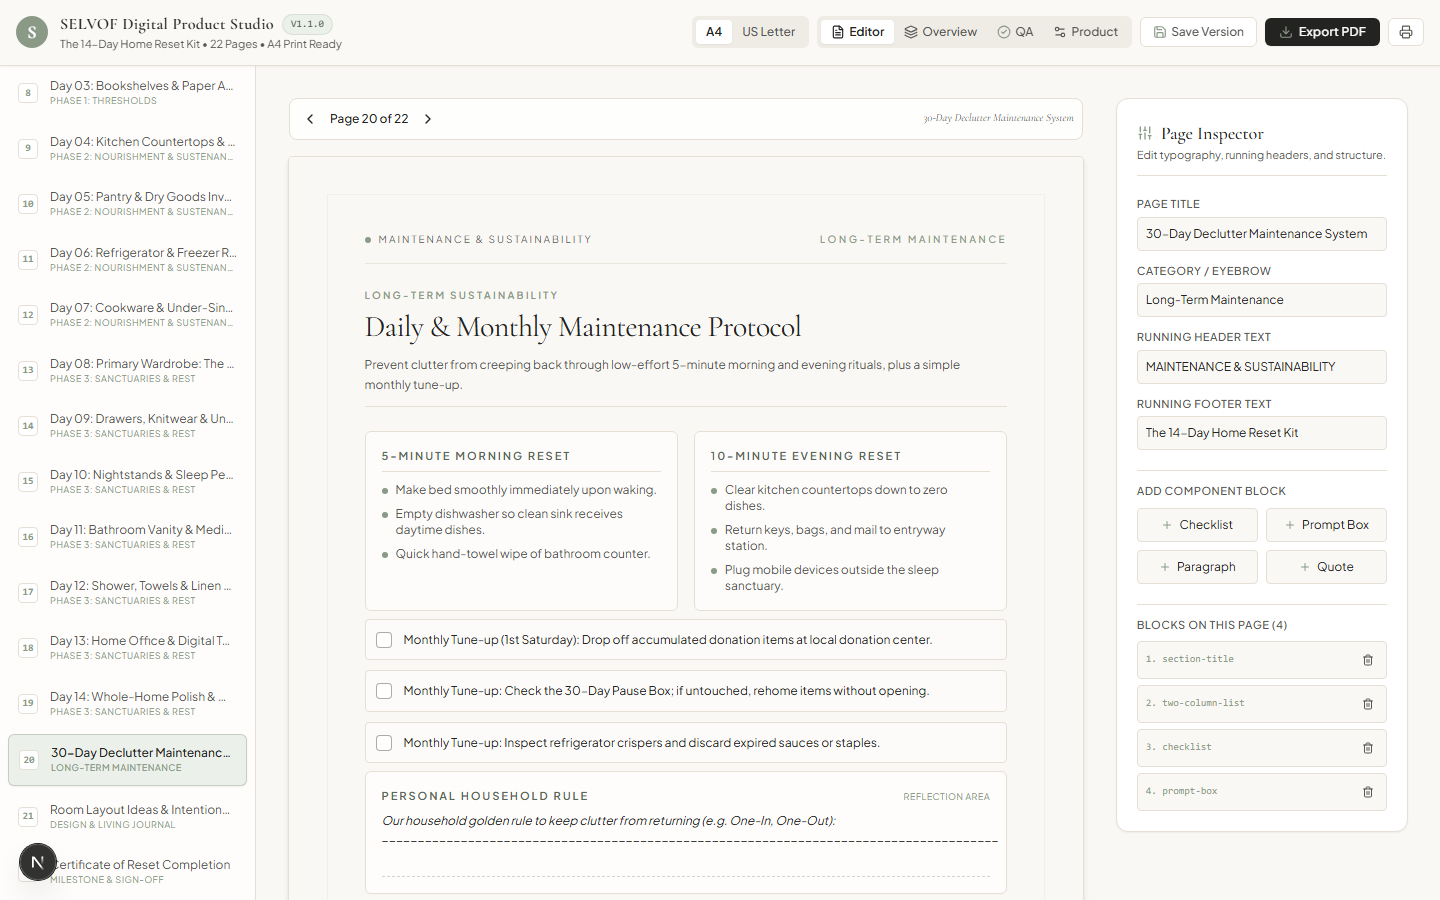 S
SELVOF Digital Product Studio V1.1.0
The 14–Day Home Reset Kit • 22 Pages • A4 Print Ready
A4 US Letter
Editor Overview QA Product
Save Version
Export PDF
8 Day 03: Bookshelves & Paper A...
PHASE 1: THRESHOLDS
9 Day 04: Kitchen Countertops & ...
PHASE 2: NOURISHMENT & SUSTENAN...
10 Day 05: Pantry & Dry Goods Inv...
PHASE 2: NOURISHMENT & SUSTENAN...
11 Day 06: Refrigerator & Freezer R...
PHASE 2: NOURISHMENT & SUSTENAN...
12 Day 07: Cookware & Under-Sin...
PHASE 2: NOURISHMENT & SUSTENAN...
13 Day 08: Primary Wardrobe: The ...
PHASE 3: SANCTUARIES & REST
14 Day 09: Drawers, Knitwear & Un...
PHASE 3: SANCTUARIES & REST
15 Day 10: Nightstands & Sleep Pe...
PHASE 3: SANCTUARIES & REST
16 Day 11: Bathroom Vanity & Medi...
PHASE 3: SANCTUARIES & REST
17 Day 12: Shower, Towels & Linen ...
PHASE 3: SANCTUARIES & REST
18 Day 13: Home Office & Digital T...
PHASE 3: SANCTUARIES & REST
19 Day 14: Whole-Home Polish & ...
PHASE 3: SANCTUARIES & REST
20 30–Day Declutter Maintenanc...
LONG-TERM MAINTENANCE
21 Room Layout Ideas & Intention...
DESIGN & LIVING JOURNAL
Certificate of Reset Completion
MILESTONE & SIGN-OFF
N
Page 20 of 22
30-Day Declutter Maintenance System
MAINTENANCE & SUSTAINABILITY
LONG-TERM MAINTENANCE
LONG-TERM SUSTAINABILITY
Daily & Monthly Maintenance Protocol
Prevent clutter from creeping back through low-effort 5-minute morning and evening rituals, plus a simple
monthly tune-up.
5-MINUTE MORNING RESET
Make bed smoothly immediately upon waking.
Empty dishwasher so clean sink receives
daytime dishes.
Quick hand-towel wipe of bathroom counter.
10-MINUTE EVENING RESET
Clear kitchen countertops down to zero
dishes.
Return keys, bags, and mail to entryway
station.
Plug mobile devices outside the sleep
sanctuary.
Monthly Tune-up (1st Saturday): Drop off accumulated donation items at local donation center.
Monthly Tune-up: Check the 30–Day Pause Box; if untouched, rehome items without opening.
Monthly Tune-up: Inspect refrigerator crispers and discard expired sauces or staples.
PERSONAL HOUSEHOLD RULE
REFLECTION AREA
Our household golden rule to keep clutter from returning (e.g. One-In, One-Out):
Page Inspector
Edit typography, running headers, and structure.
PAGE TITLE
30–Day Declutter Maintenance System
CATEGORY / EYEBROW
Long-Term Maintenance
RUNNING HEADER TEXT
MAINTENANCE & SUSTAINABILITY
RUNNING FOOTER TEXT
The 14–Day Home Reset Kit
ADD COMPONENT BLOCK
+ Checklist
+ Prompt Box
+ Paragraph
+ Quote
BLOCKS ON THIS PAGE (4)
1. section-title
2. two-column-list
3. checklist
4. prompt-box